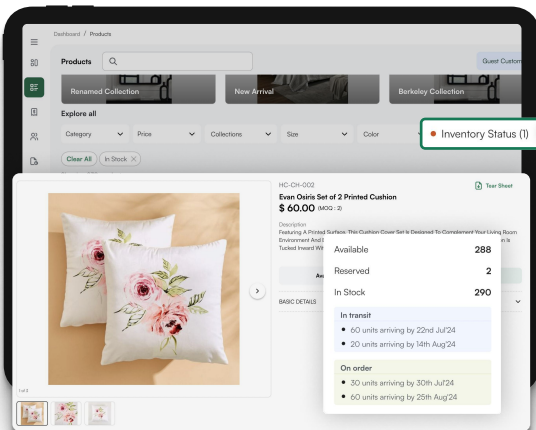 Dashboard / Products
Products
Guest Custom
Renamed Collection
New Arrival
Berkeley Collection
Explore all
Category
Price
Collections
Size
Color
Inventory Status (1)
Clear All
In Stock
HC-CH-002
Tear Sheet
Evan Osiris Set of 2 Printed Cushion
$ 60.00 (MOQ : 2)
Description
Featuring A Printed Surface. This Cushion Cover Set Is Designed To Complement Your Living Room
Environment And
Tucked Inward
BASIC DETAILS
Available 288
Reserved 2
In Stock 290
In transit
60 units arriving by 22nd Jul'24
20 units arriving by 14th Aug'24
On order
30 units arriving by 30th Jul'24
60 units arriving by 25th Aug'24